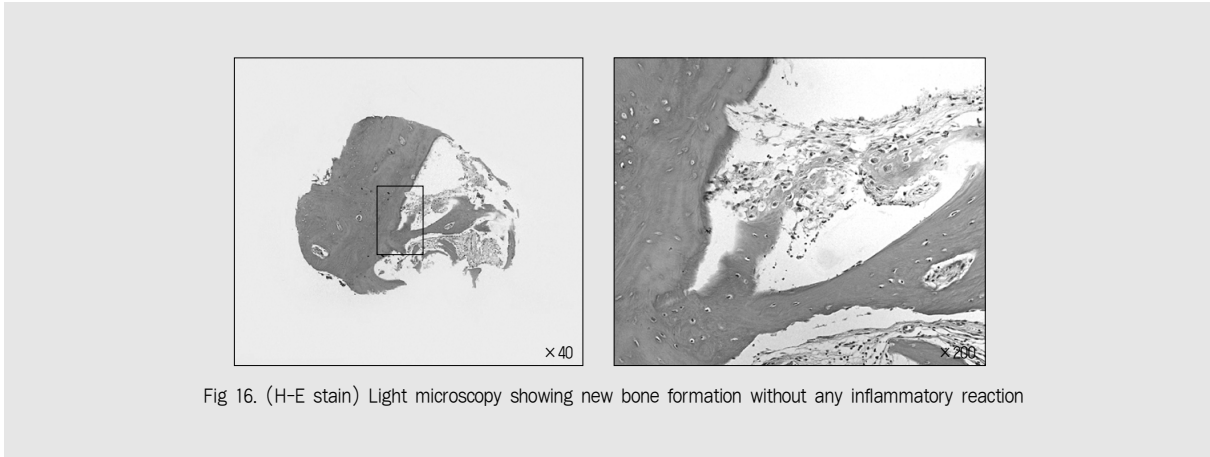 ×40
×200
Fig 16. (H-E stain) Light microscopy showing new bone formation without any inflammatory reaction